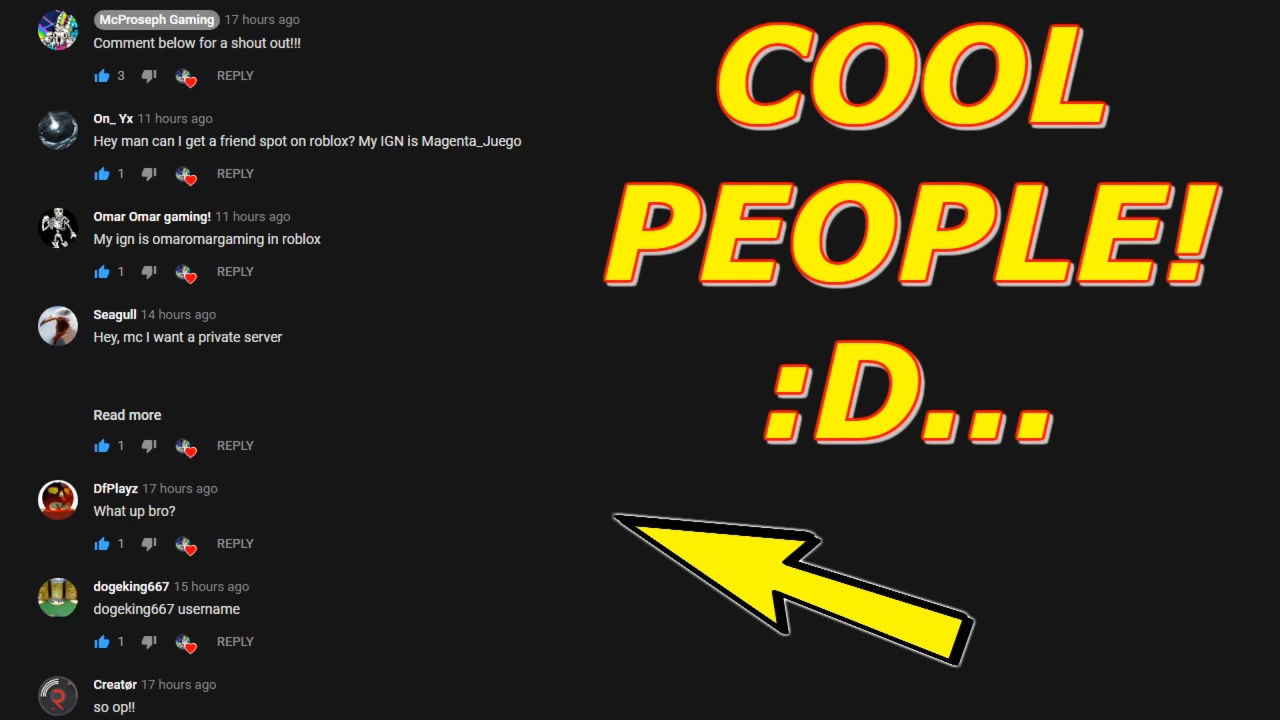 McProseph Gaming 17 hours ago
Comment below for a shout out!!!
3 REPLY
On_ Yx 11 hours ago
Hey man can I get a friend spot on roblox? My IGN is Magenta_Juego
1 REPLY
Omar Omar gaming! 11 hours ago
My ign is omaromargaming in roblox
1 REPLY
Seagull 14 hours ago
Hey, mc I want a private server
Read more
1 REPLY
DfPlayz 17 hours ago
What up bro?
1 REPLY
dogeking667 15 hours ago
dogeking667 username
1 REPLY
Creatør 17 hours ago
so op!!
COOL
PEOPLE!
:D...